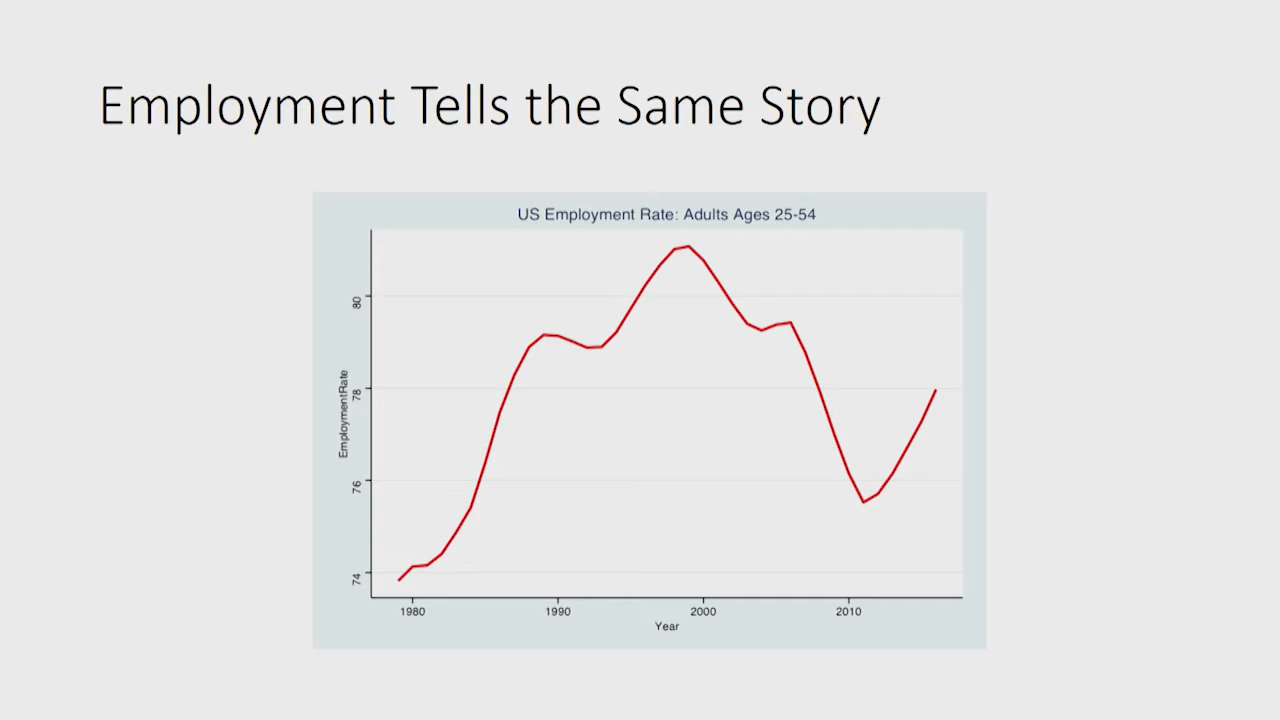 Employment Tells the Same Story
US Employment Rate: Adults Ages 25-54
80
78
76
74
EmploymentRate
1980 1990 2000 2010
Year